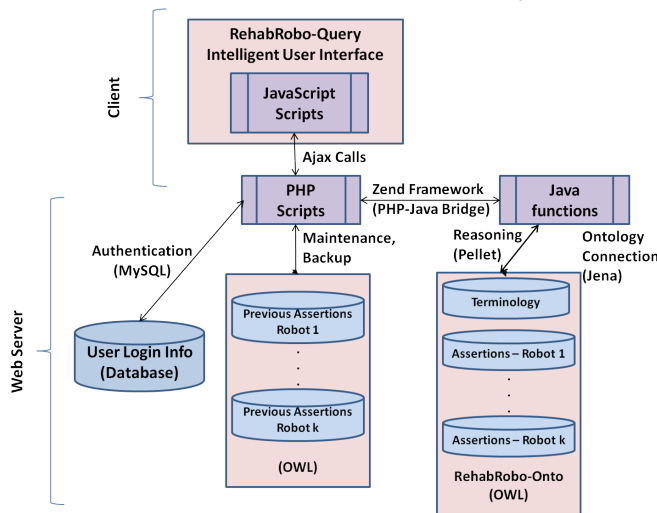 RehabRobo-Query
Intelligent User Interface
JavaScript
Scripts
Client
Ajax Calls
PHP
Scripts
Zend Framework
(PHP-Java Bridge)
Java
functions
Authentication
(MySQL)
Maintenance,
Backup
Reasoning
(Pellet)
Ontology
Connection
(Jena)
Web Server
User Login Info
(Database)
Previous Assertions
Robot 1
.
.
.
Previous Assertions
Robot k
(OWL)
Terminology
Assertions – Robot 1
.
.
.
Assertions – Robot k
RehabRobo-Onto
(OWL)